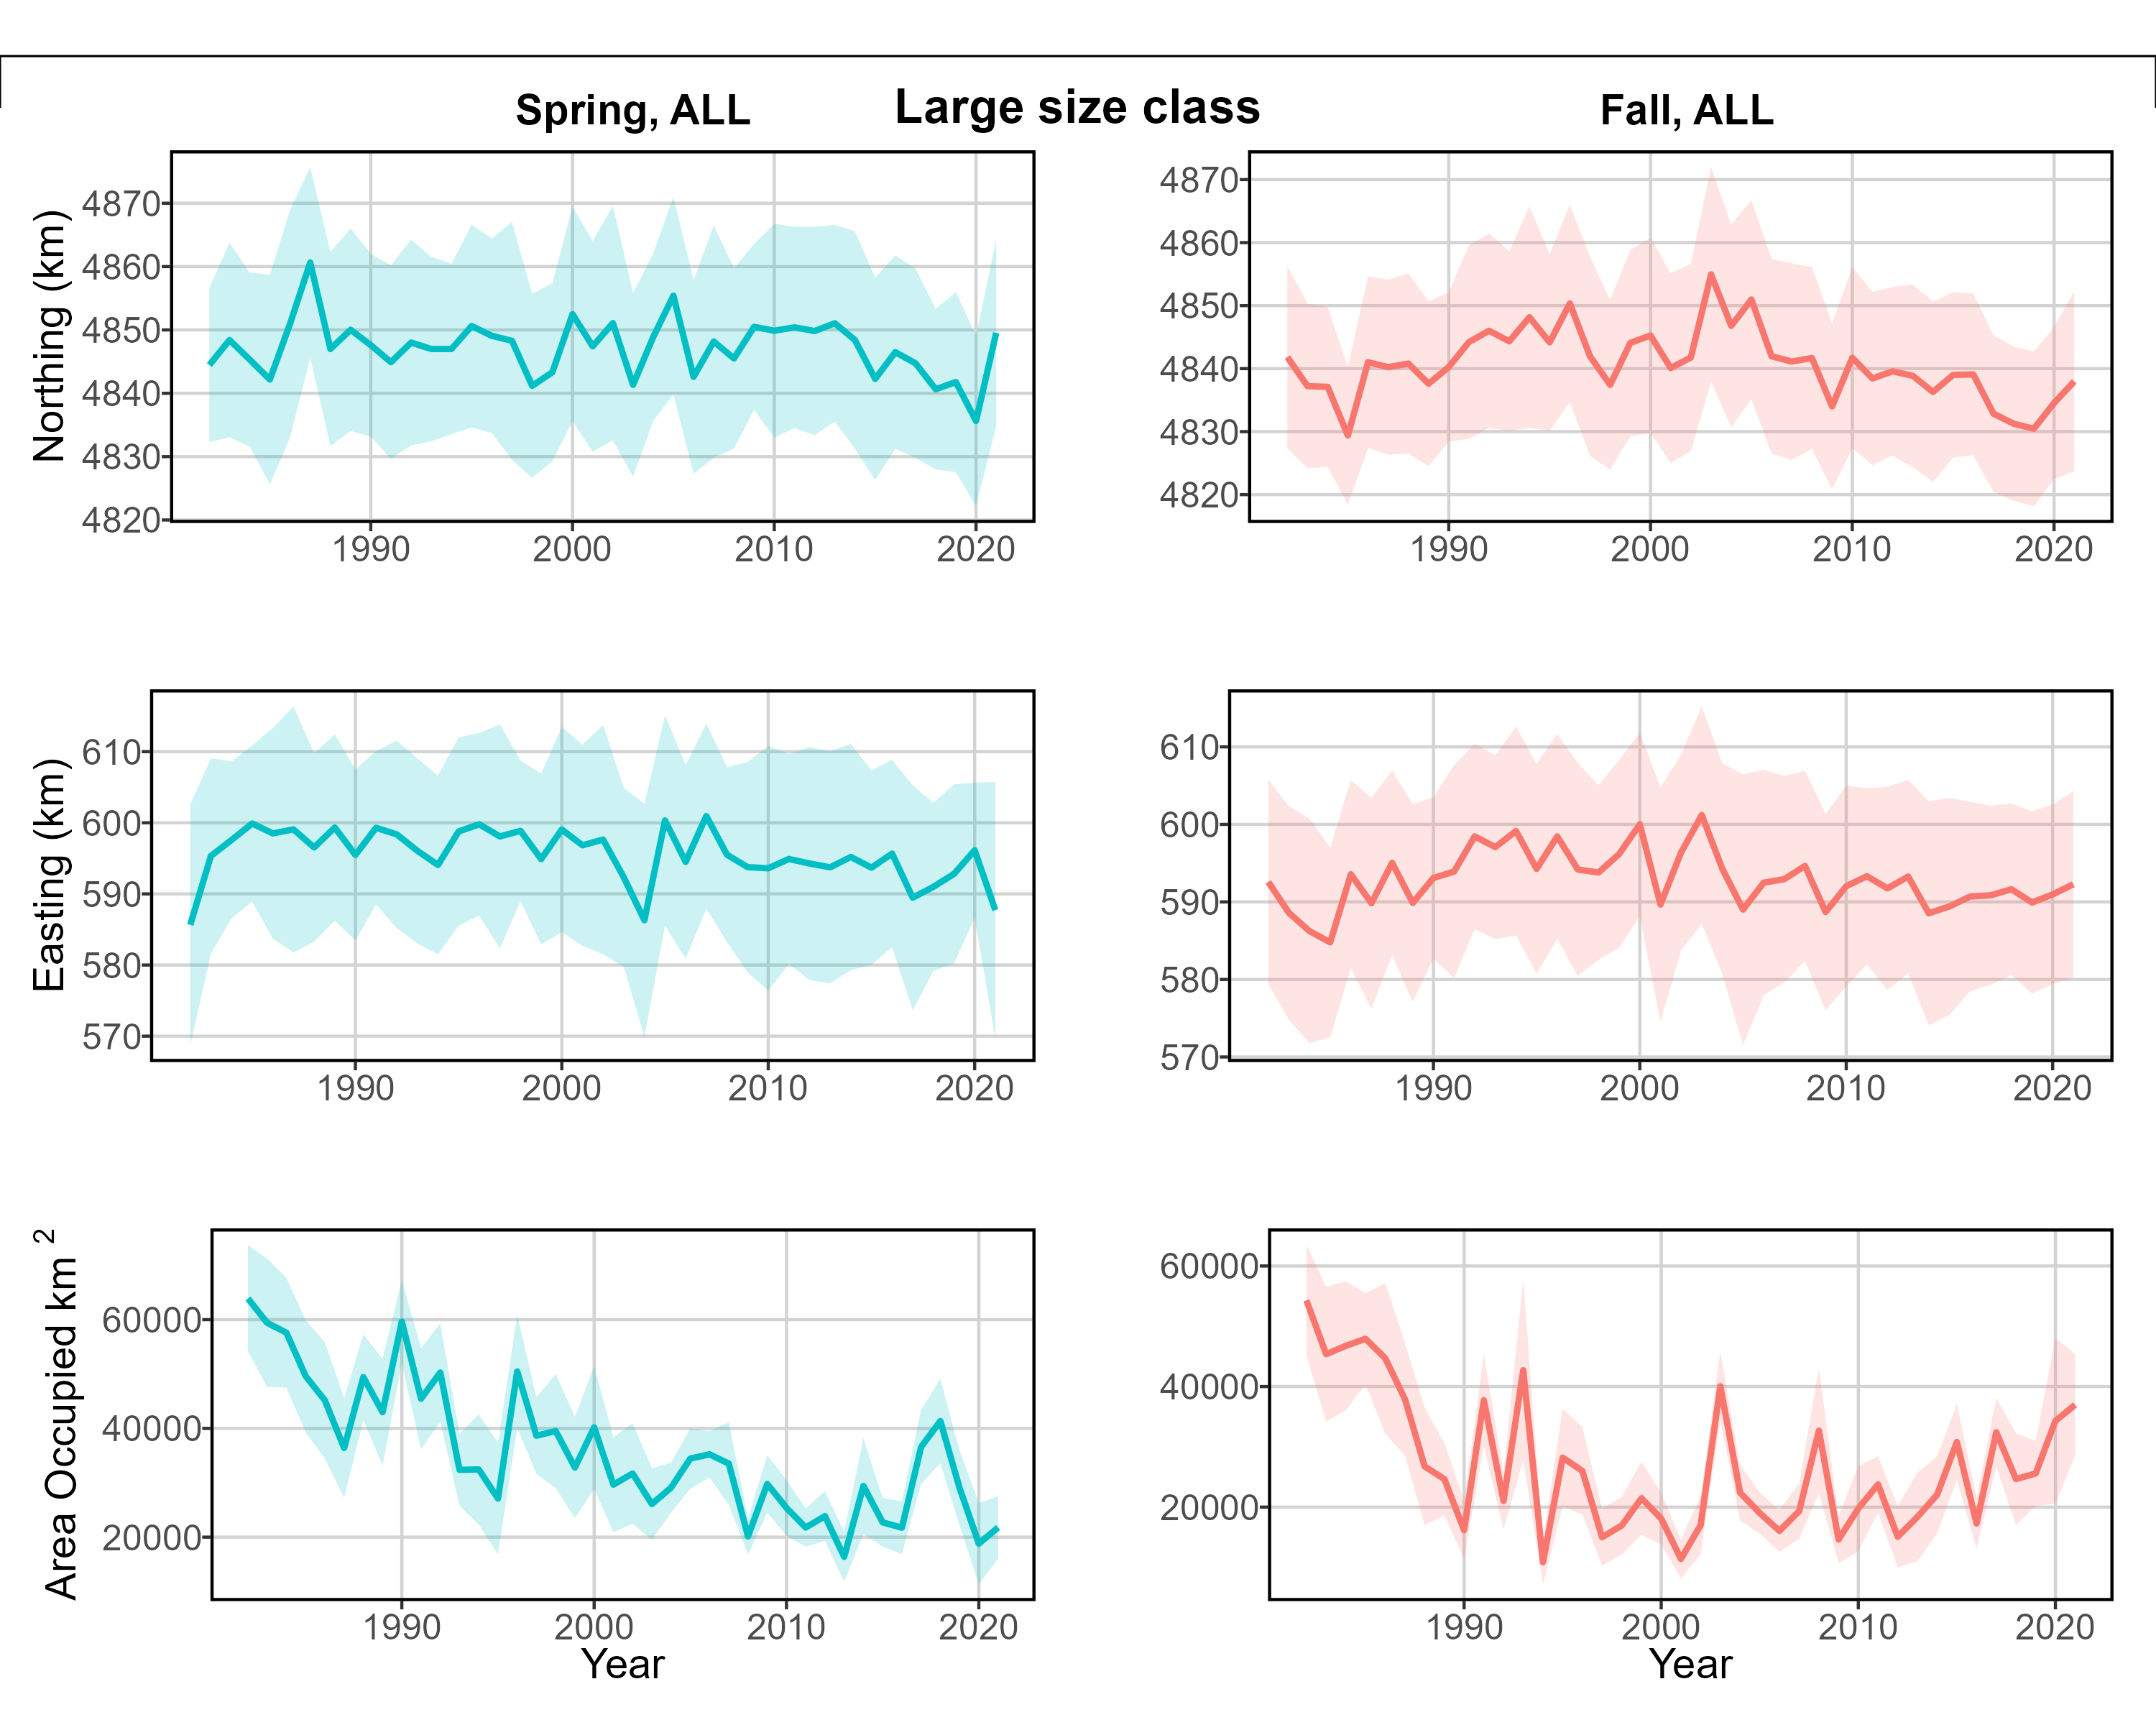 Large size class
Spring, ALL
Fall, ALL
Northing (km)
4870
4860
4850
4840
4830
4820
1990 2000 2010 2020
4870
4860
4850
4840
4830
4820
1990 2000 2010 2020
Easting (km)
610
600
590
580
570
1990 2000 2010 2020
610
600
590
580
570
1990 2000 2010 2020
Area Occupied km ²
60000
40000
20000
1990 2000 2010 2020
Year
60000
40000
20000
1990 2000 2010 2020
Year